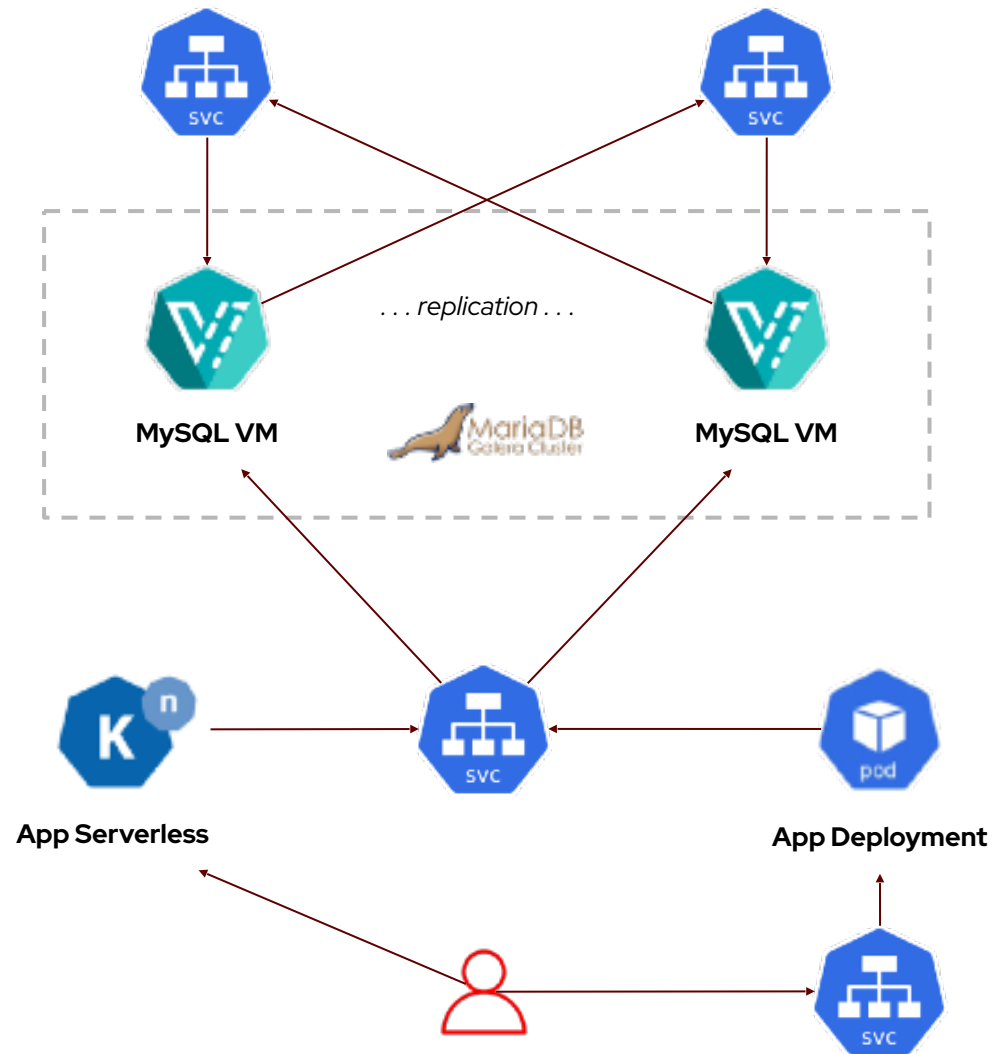 svc
svc
. . . replication . . .
MySQL VM
MariaDB
Galera Cluster
MySQL VM
K
n
svc
pod
App Serverless
App Deployment
svc